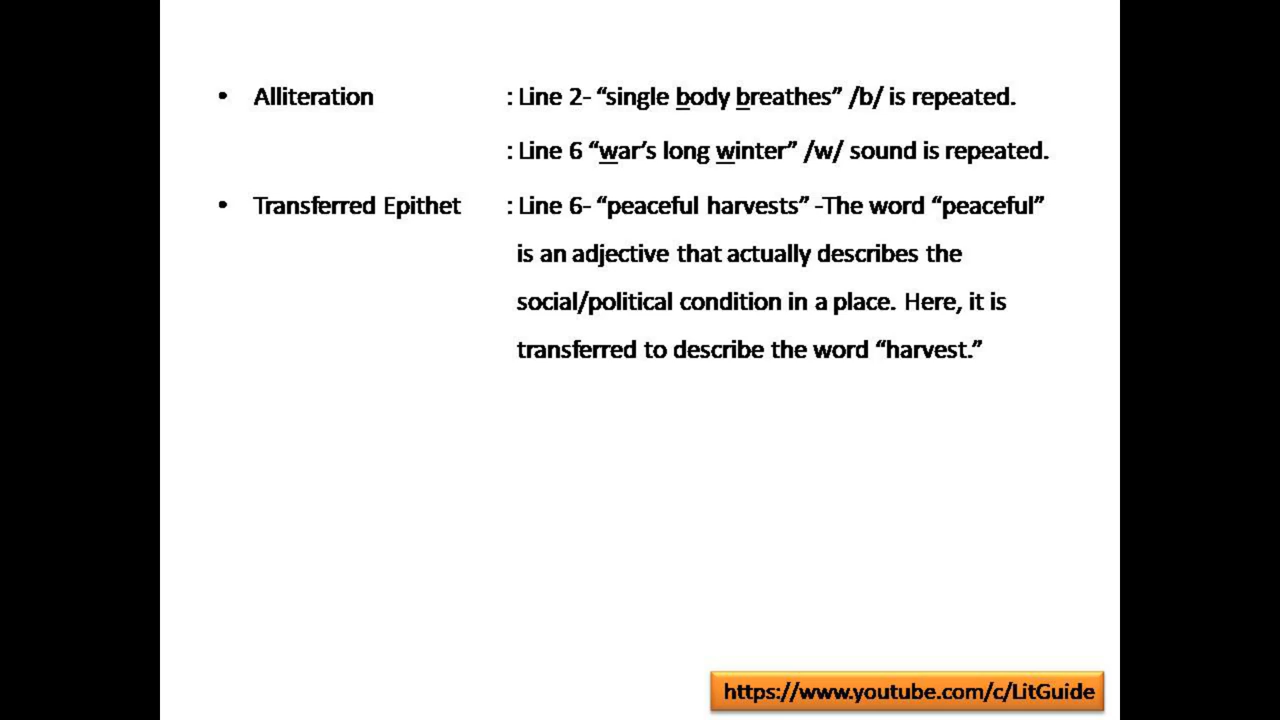 • Alliteration : Line 2- “single body breathes” /b/ is repeated.
: Line 6 “war’s long winter” /w/ sound is repeated.
• Transferred Epithet : Line 6- “peaceful harvests” -The word “peaceful”
is an adjective that actually describes the
social/political condition in a place. Here, it is
transferred to describe the word “harvest.”
https://www.youtube.com/c/LitGuide